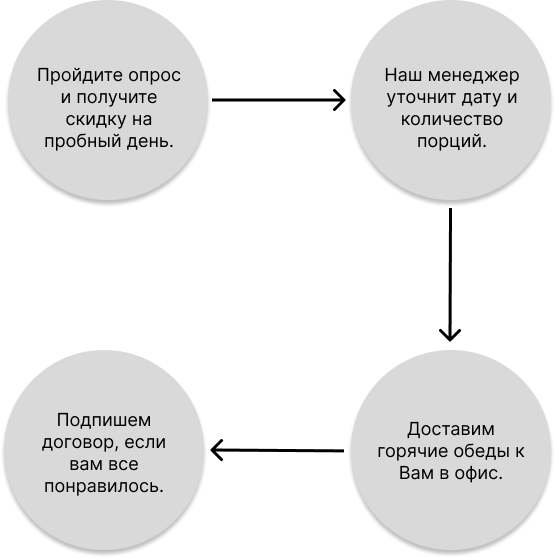 Пройдите опрос
и получите
скидку на
пробный день.
Наш менеджер
уточнит дату и
количество
порций.
Доставим
горячие обеды к
Вам в офис.
Подпишем
договор, если
вам все
понравилось.